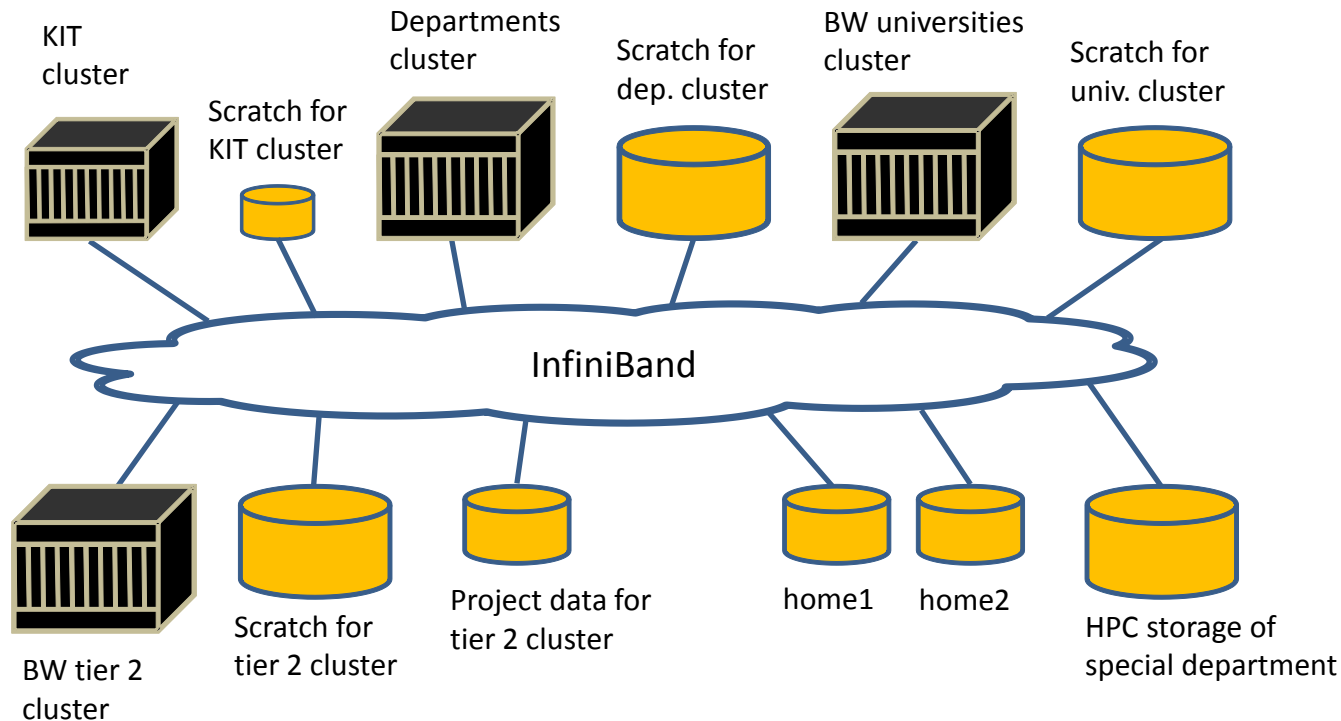 KIT
cluster
Scratch for
KIT cluster
Departments
cluster
Scratch for
dep. cluster
BW universities
cluster
Scratch for
univ. cluster
InfiniBand
BW tier 2
cluster
Scratch for
tier 2 cluster
Project data for
tier 2 cluster
home1
home2
HPC storage of
special department